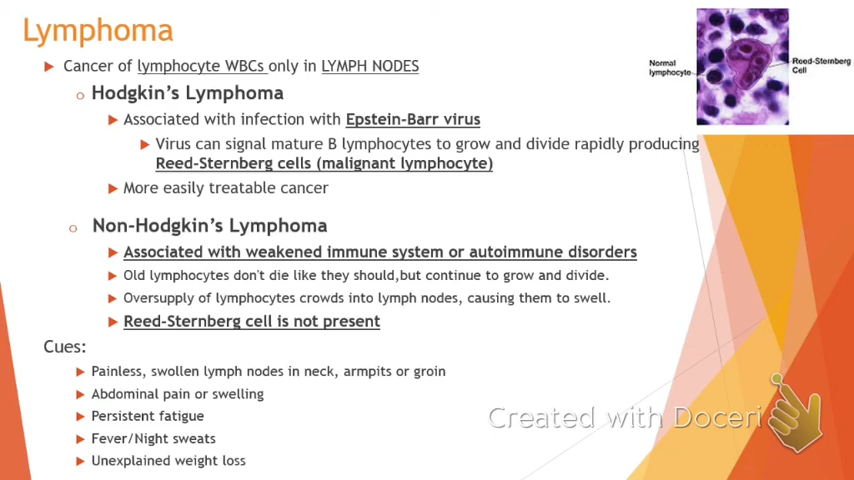 Lymphoma
Cancer of lymphocyte WBCs only in LYMPH NODES
Normal
lymphocyte
Reed-Sternberg
Cell
Hodgkin's Lymphoma
Associated with infection with Epstein-Barr virus
Virus can signal mature B lymphocytes to grow and divide rapidly producing
Reed-Sternberg cells (malignant lymphocyte)
More easily treatable cancer
Non-Hodgkin's Lymphoma
Associated with weakened immune system or autoimmune disorders
Old lymphocytes don't die like they should,but continue to grow and divide.
Oversupply of lymphocytes crowds into lymph nodes, causing them to swell.
Reed-Sternberg cell is not present
Cues:
Painless, swollen lymph nodes in neck, armpits or groin
Abdominal pain or swelling
Persistent fatigue
Fever/Night sweats
Unexplained weight loss
Created with Doceri